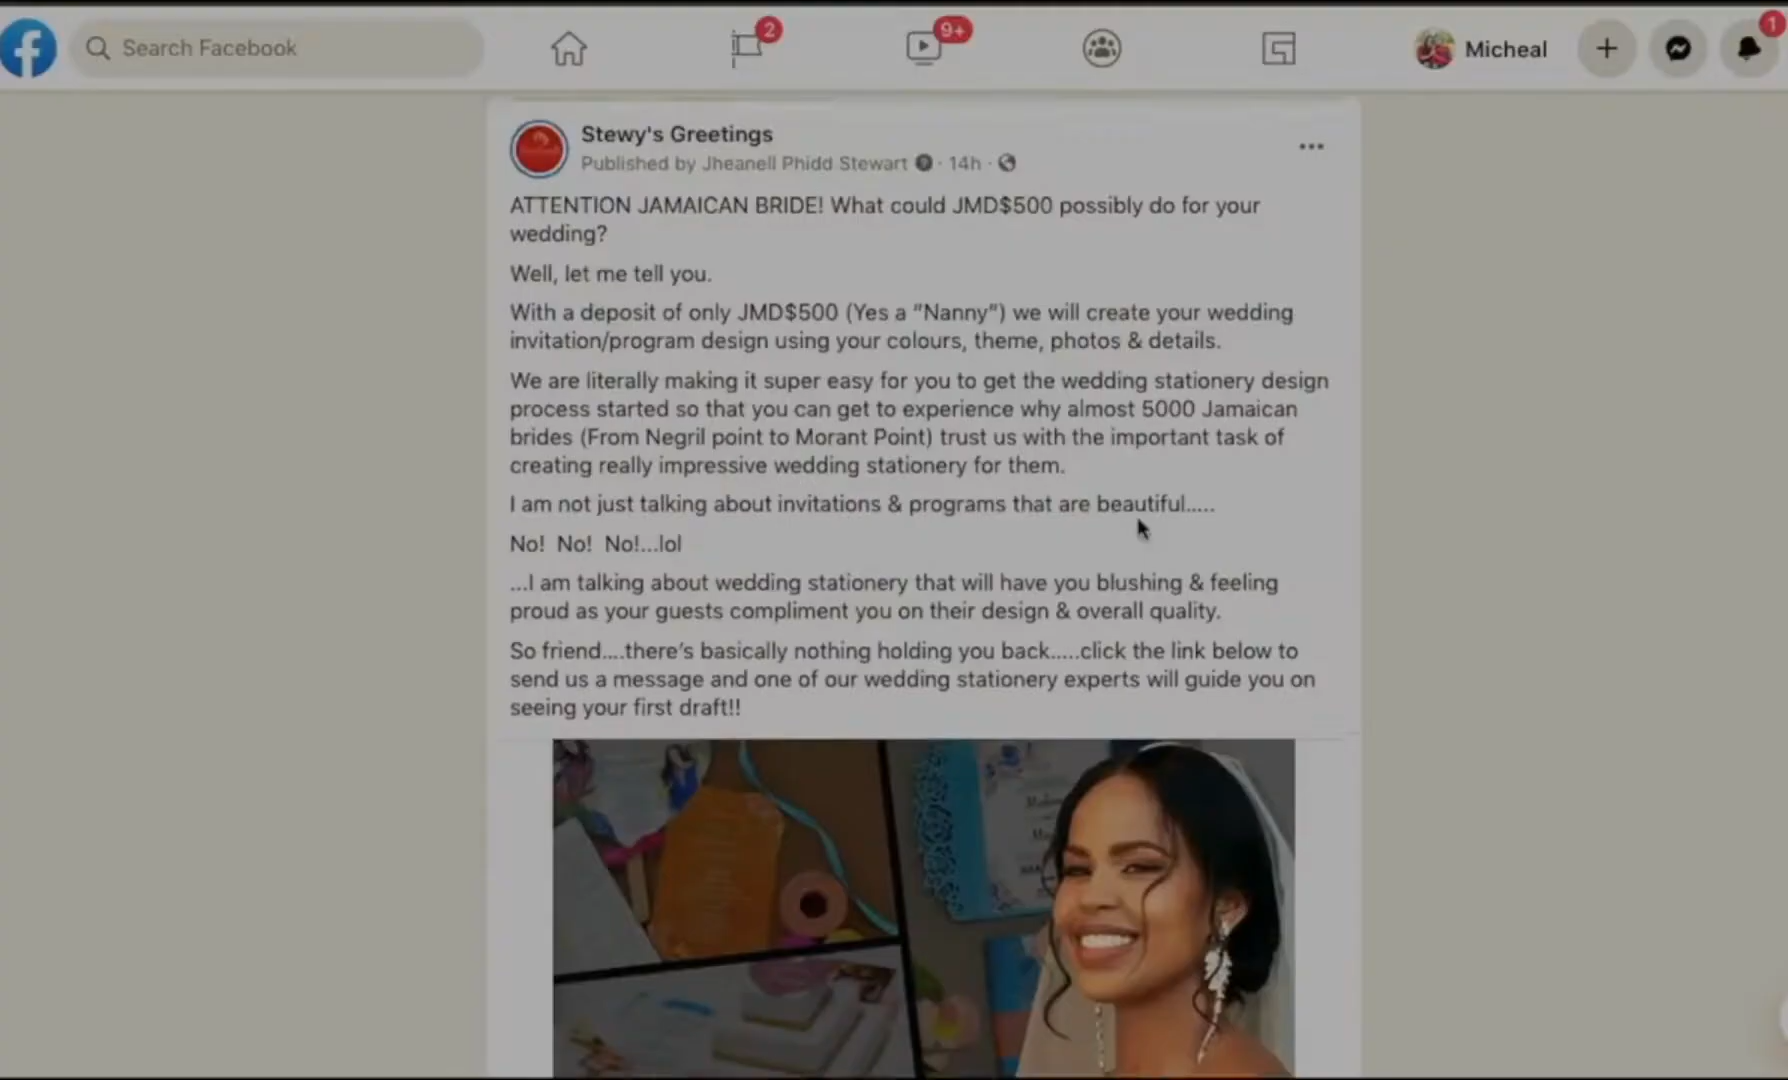 Search Facebook
2
9+
Micheal
1
Stewy's Greetings
Published by Jheanell Phidd Stewart · 14h ·
ATTENTION JAMAICAN BRIDE! What could JMD$500 possibly do for your
wedding?
Well, let me tell you.
With a deposit of only JMD$500 (Yes a "Nanny") we will create your wedding
invitation/program design using your colours, theme, photos & details.
We are literally making it super easy for you to get the wedding stationery design
process started so that you can get to experience why almost 5000 Jamaican
brides (From Negril point to Morant Point) trust us with the important task of
creating really impressive wedding stationery for them.
I am not just talking about invitations & programs that are beautiful.....
No! No! No!...lol
...I am talking about wedding stationery that will have you blushing & feeling
proud as your guests compliment you on their design & overall quality.
So friend....there's basically nothing holding you back.....click the link below to
send us a message and one of our wedding stationery experts will guide you on
seeing your first draft!!